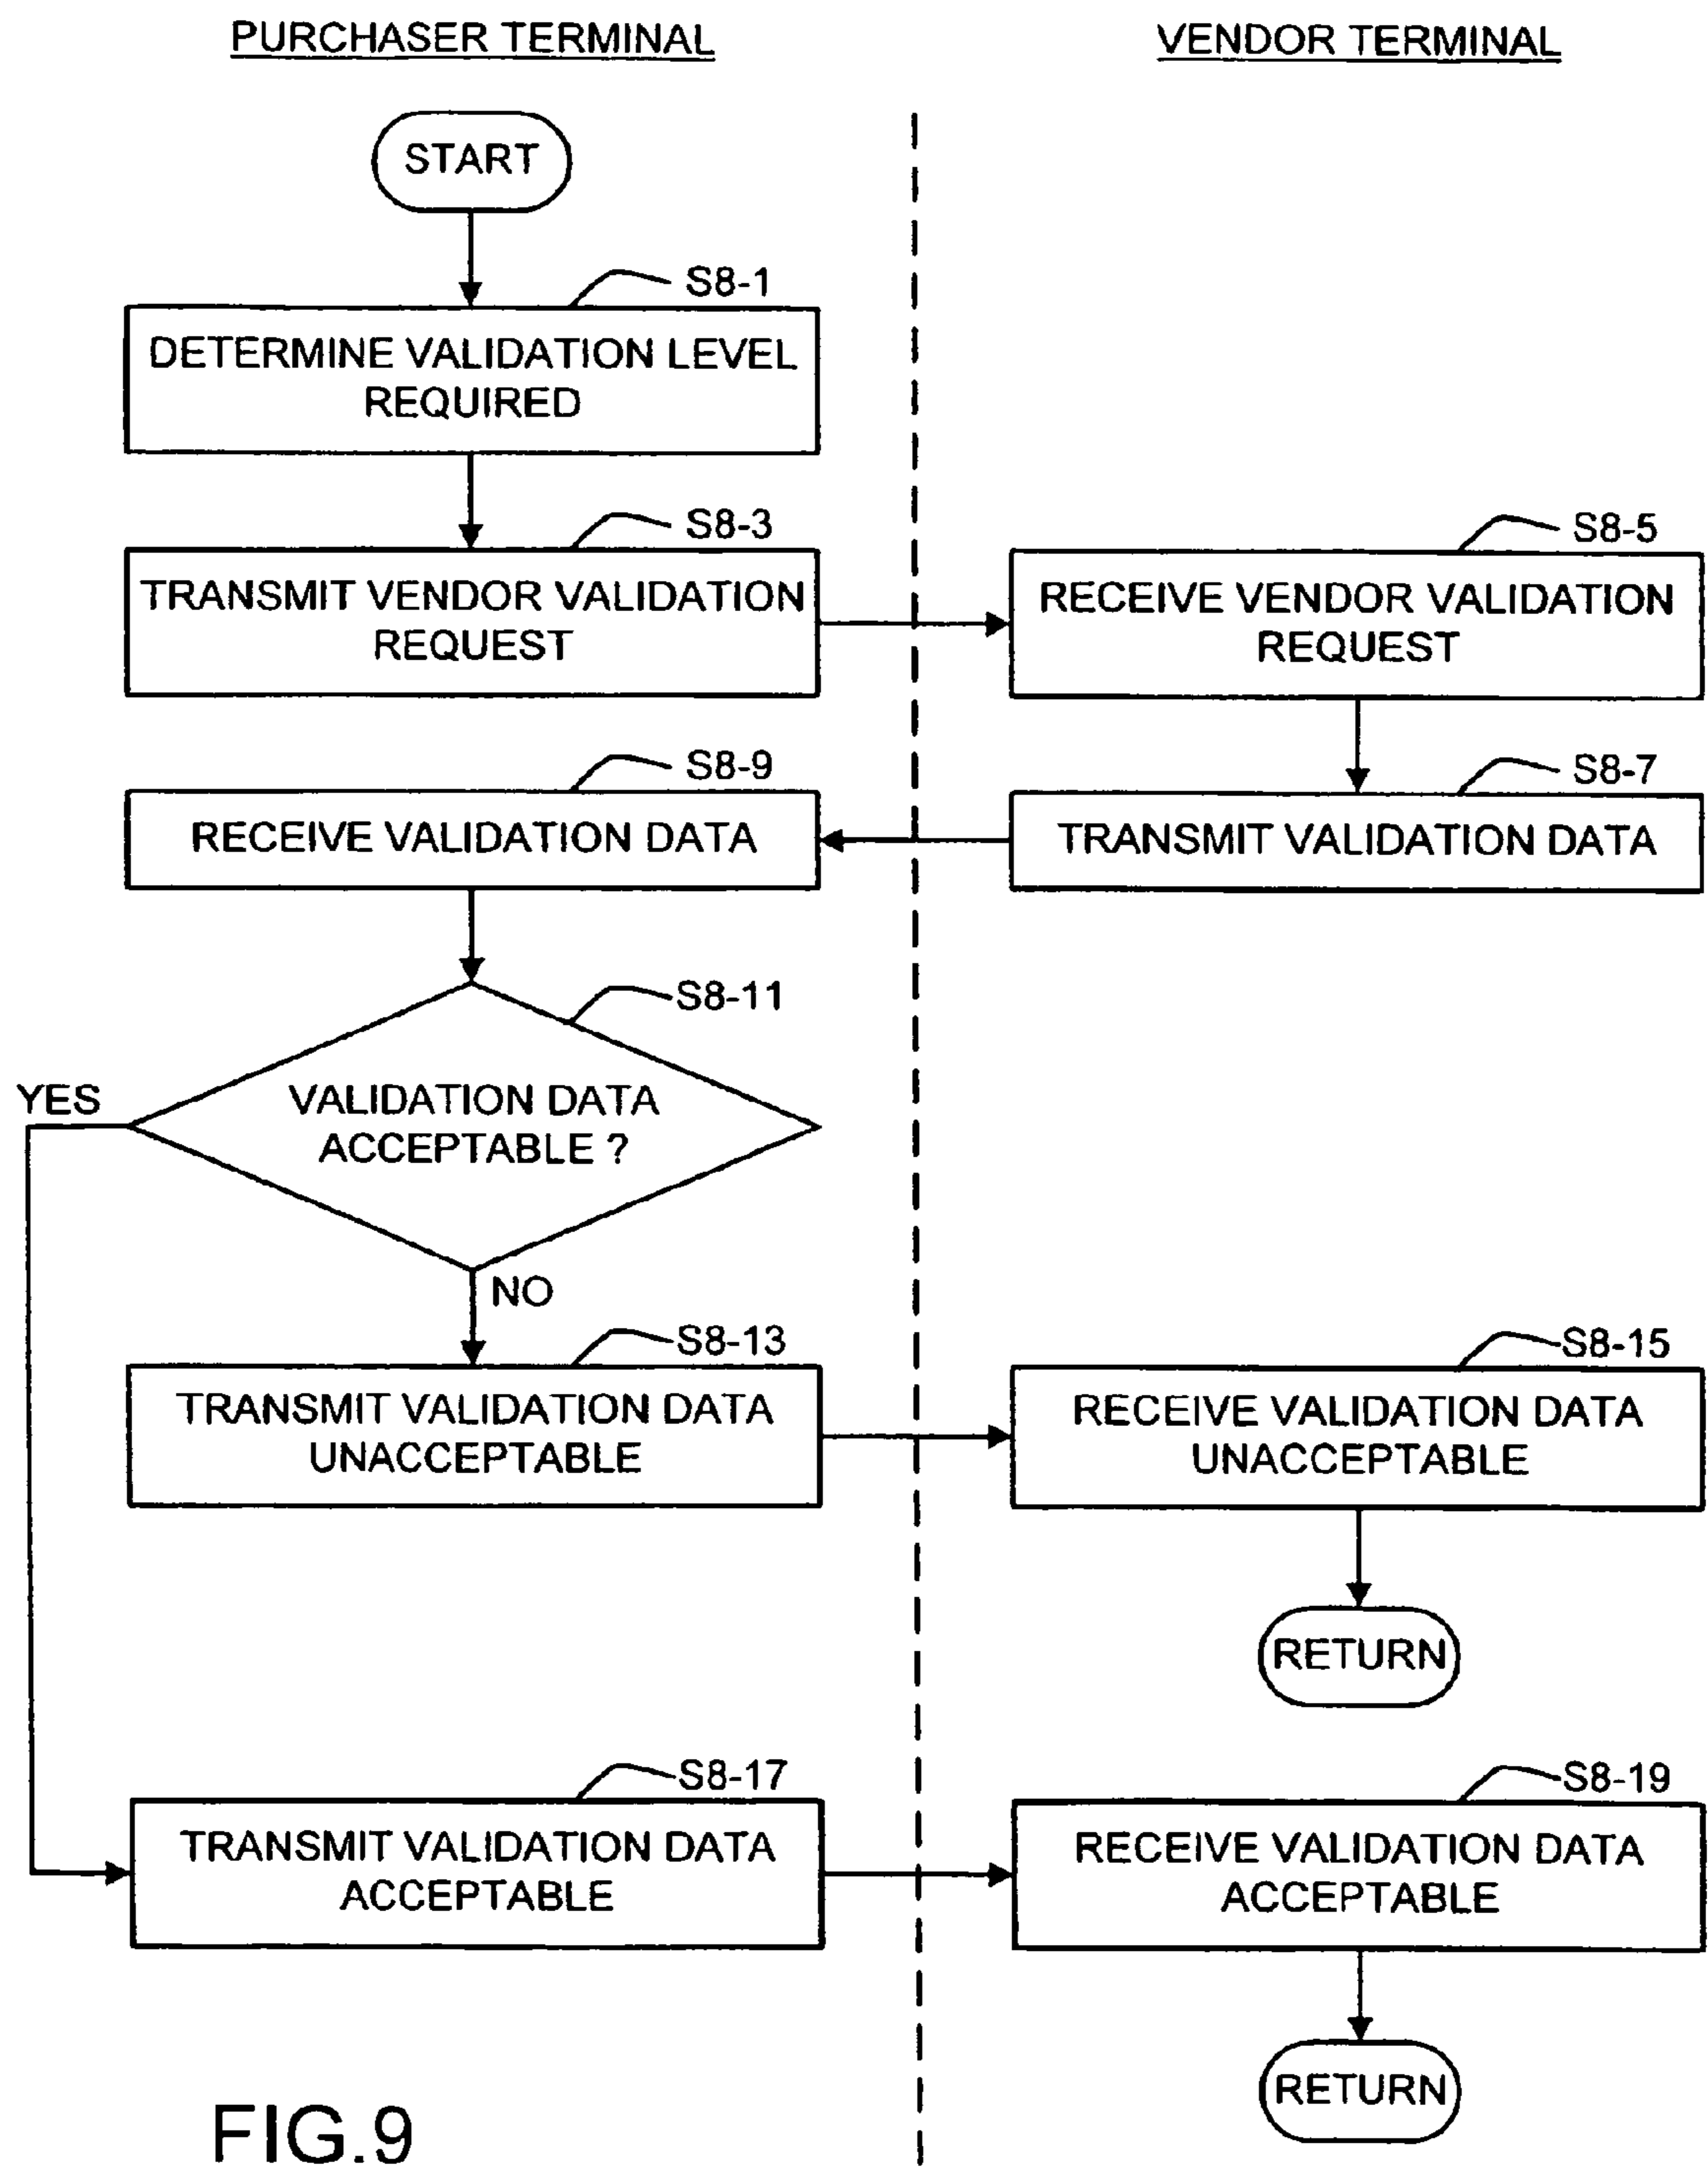 PURCHASER TERMINAL
VENDOR TERMINAL
START
S8-1
DETERMINE VALIDATION LEVEL
REQUIRED
S8-3
TRANSMIT VENDOR VALIDATION
REQUEST
S8-5
RECEIVE VENDOR VALIDATION
REQUEST
S8-9
RECEIVE VALIDATION DATA
S8-7
TRANSMIT VALIDATION DATA
S8-11
YES
VALIDATION DATA
ACCEPTABLE ?
NO
S8-13
TRANSMIT VALIDATION DATA
UNACCEPTABLE
S8-15
RECEIVE VALIDATION DATA
UNACCEPTABLE
RETURN
S8-17
TRANSMIT VALIDATION DATA
ACCEPTABLE
S8-19
RECEIVE VALIDATION DATA
ACCEPTABLE
RETURN
FIG.9